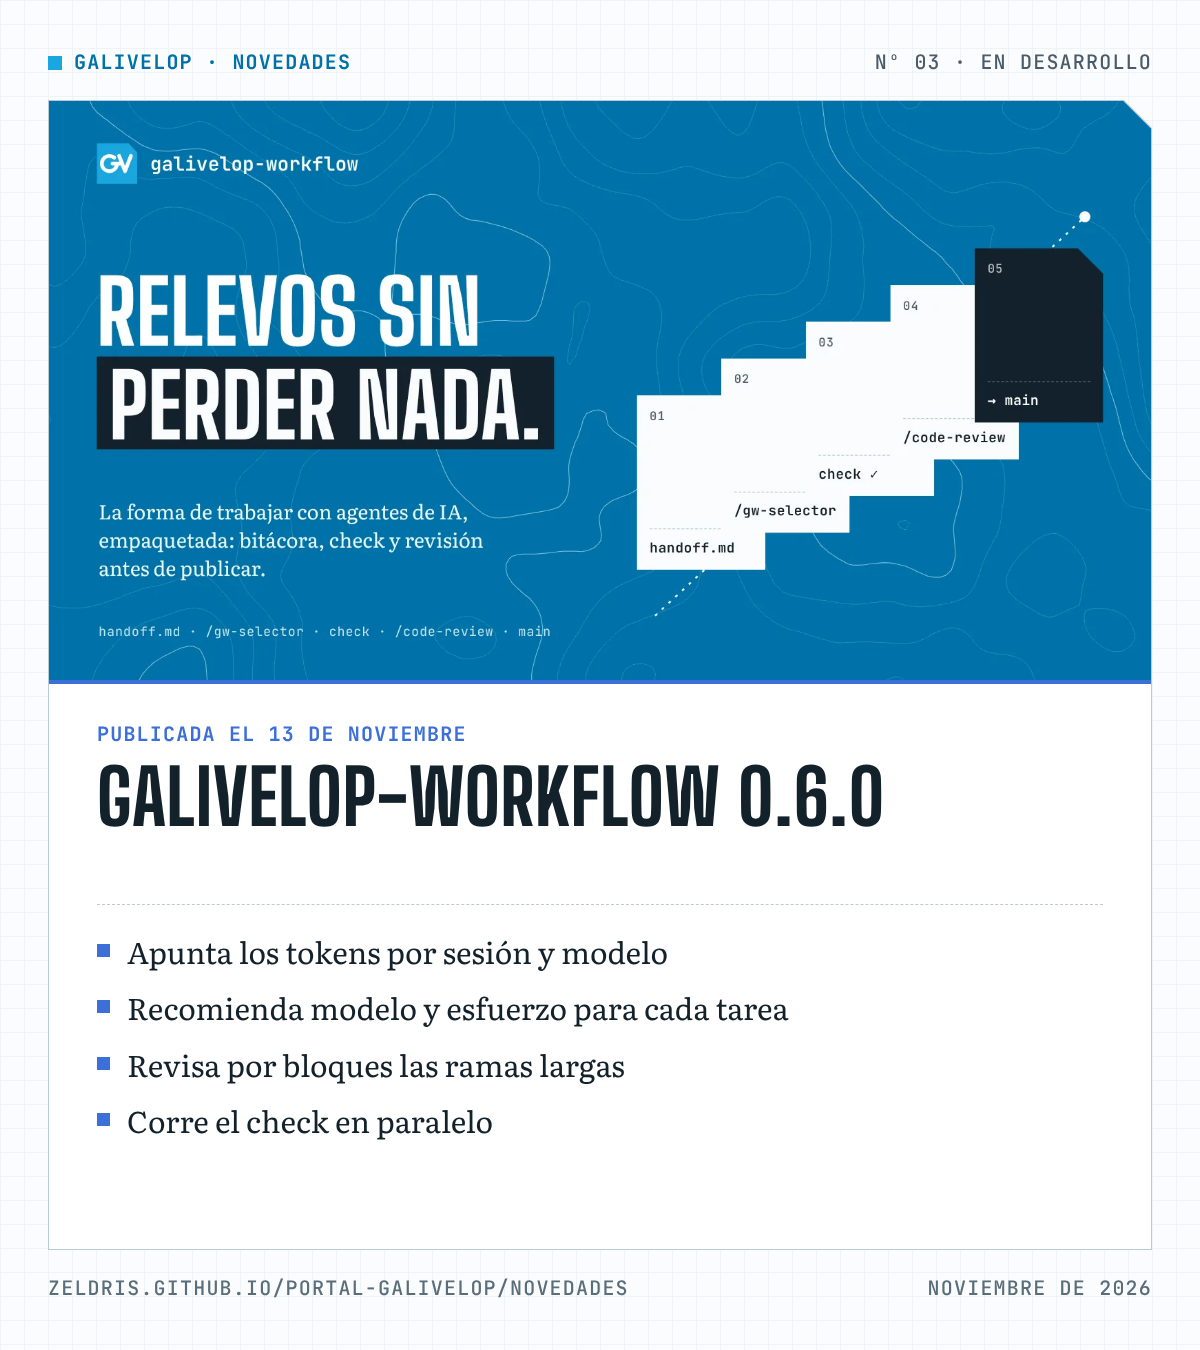 GALIVELOP · NOVEDADES
N° 03 · EN DESARROLLO
GV galivelop-workflow
RELEVOS SIN
PERDER NADA.
La forma de trabajar con agentes de IA,
empaquetada: bitácora, check y revisión
antes de publicar.
handoff.md · /gw-selector · check · /code-review · main
01
handoff.md
02
/gw-selector
03
check ✓
04
/code-review
05
→ main
PUBLICADA EL 13 DE NOVIEMBRE
GALIVELOP-WORKFLOW 0.6.0
Apunta los tokens por sesión y modelo
Recomienda modelo y esfuerzo para cada tarea
Revisa por bloques las ramas largas
Corre el check en paralelo
ZELDRIS.GITHUB.IO/PORTAL-GALIVELOP/NOVEDADES
NOVIEMBRE DE 2026